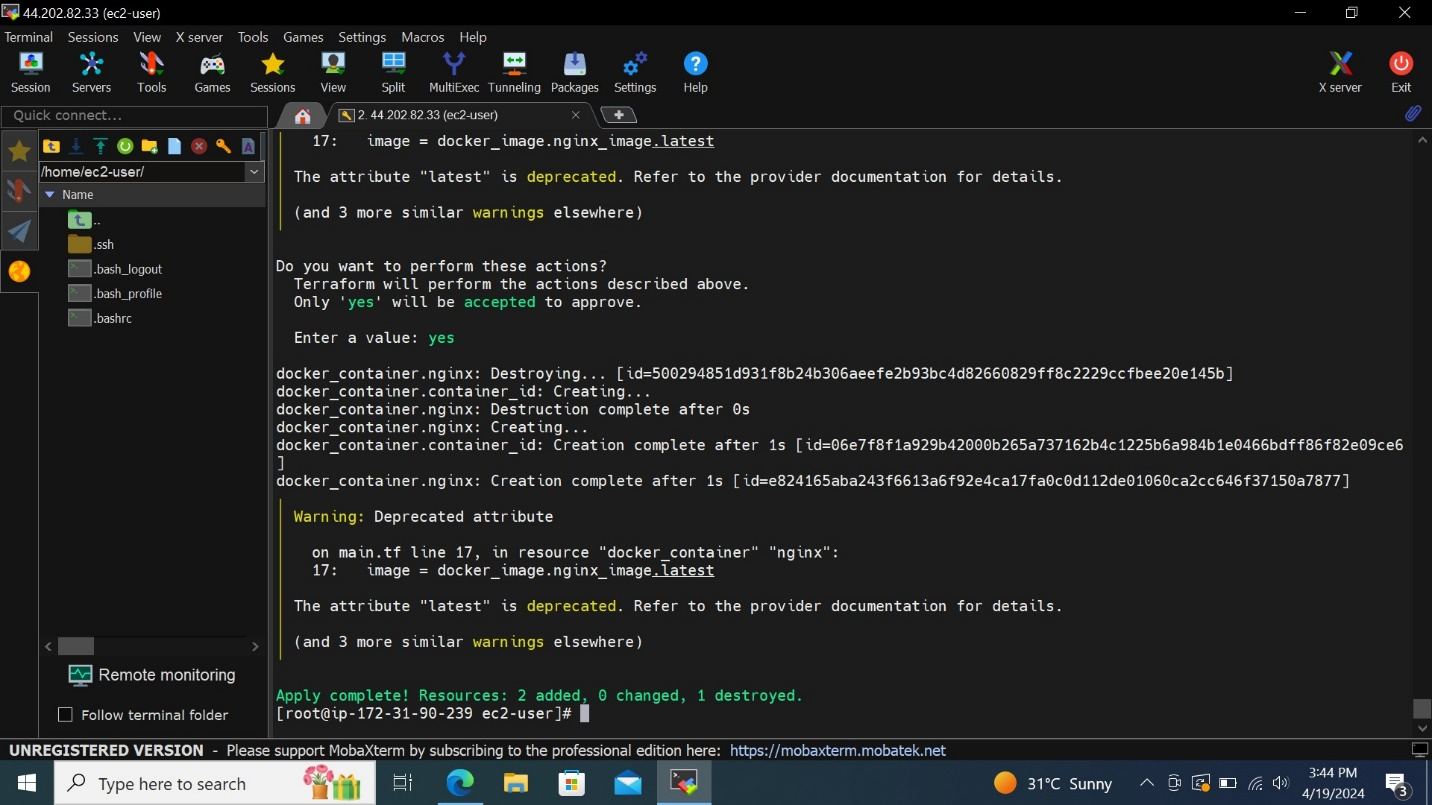 44.202.82.33 (ec2-user)
Terminal Sessions View X server Tools Games Settings Macros Help
Session Servers Tools Games Sessions View Split MultiExec Tunneling Packages Settings Help X server Exit
Quick connect...
2. 44.202.82.33 (ec2-user)
/home/ec2-user/
Name
..
.ssh
.bash_logout
.bash_profile
.bashrc
Remote monitoring
Follow terminal folder
17: image = docker_image.nginx_image.latest
The attribute "latest" is deprecated. Refer to the provider documentation for details.
(and 3 more similar warnings elsewhere)
Do you want to perform these actions?
Terraform will perform the actions described above.
Only 'yes' will be accepted to approve.
Enter a value: yes
docker_container.nginx: Destroying... [id=500294851d931f8b24b306aeefe2b93bc4d82660829ff8c2229ccfbee20e145b]
docker_container.container_id: Creating...
docker_container.nginx: Destruction complete after 0s
docker_container.nginx: Creating...
docker_container.container_id: Creation complete after 1s [id=06e7f8f1a929b42000b265a737162b4c1225b6a984b1e0466bdff86f82e09ce6
]
docker_container.nginx: Creation complete after 1s [id=e824165aba243f6613a6f92e4ca17fa0c0d112de01060ca2cc646f37150a7877]
Warning: Deprecated attribute
on main.tf line 17, in resource "docker_container" "nginx":
17: image = docker_image.nginx_image.latest
The attribute "latest" is deprecated. Refer to the provider documentation for details.
(and 3 more similar warnings elsewhere)
Apply complete! Resources: 2 added, 0 changed, 1 destroyed.
[root@ip-172-31-90-239 ec2-user]#
UNREGISTERED VERSION - Please support MobaXterm by subscribing to the professional edition here: https://mobaxterm.mobatek.net
Type here to search
31°C Sunny
3:44 PM
4/19/2024
3